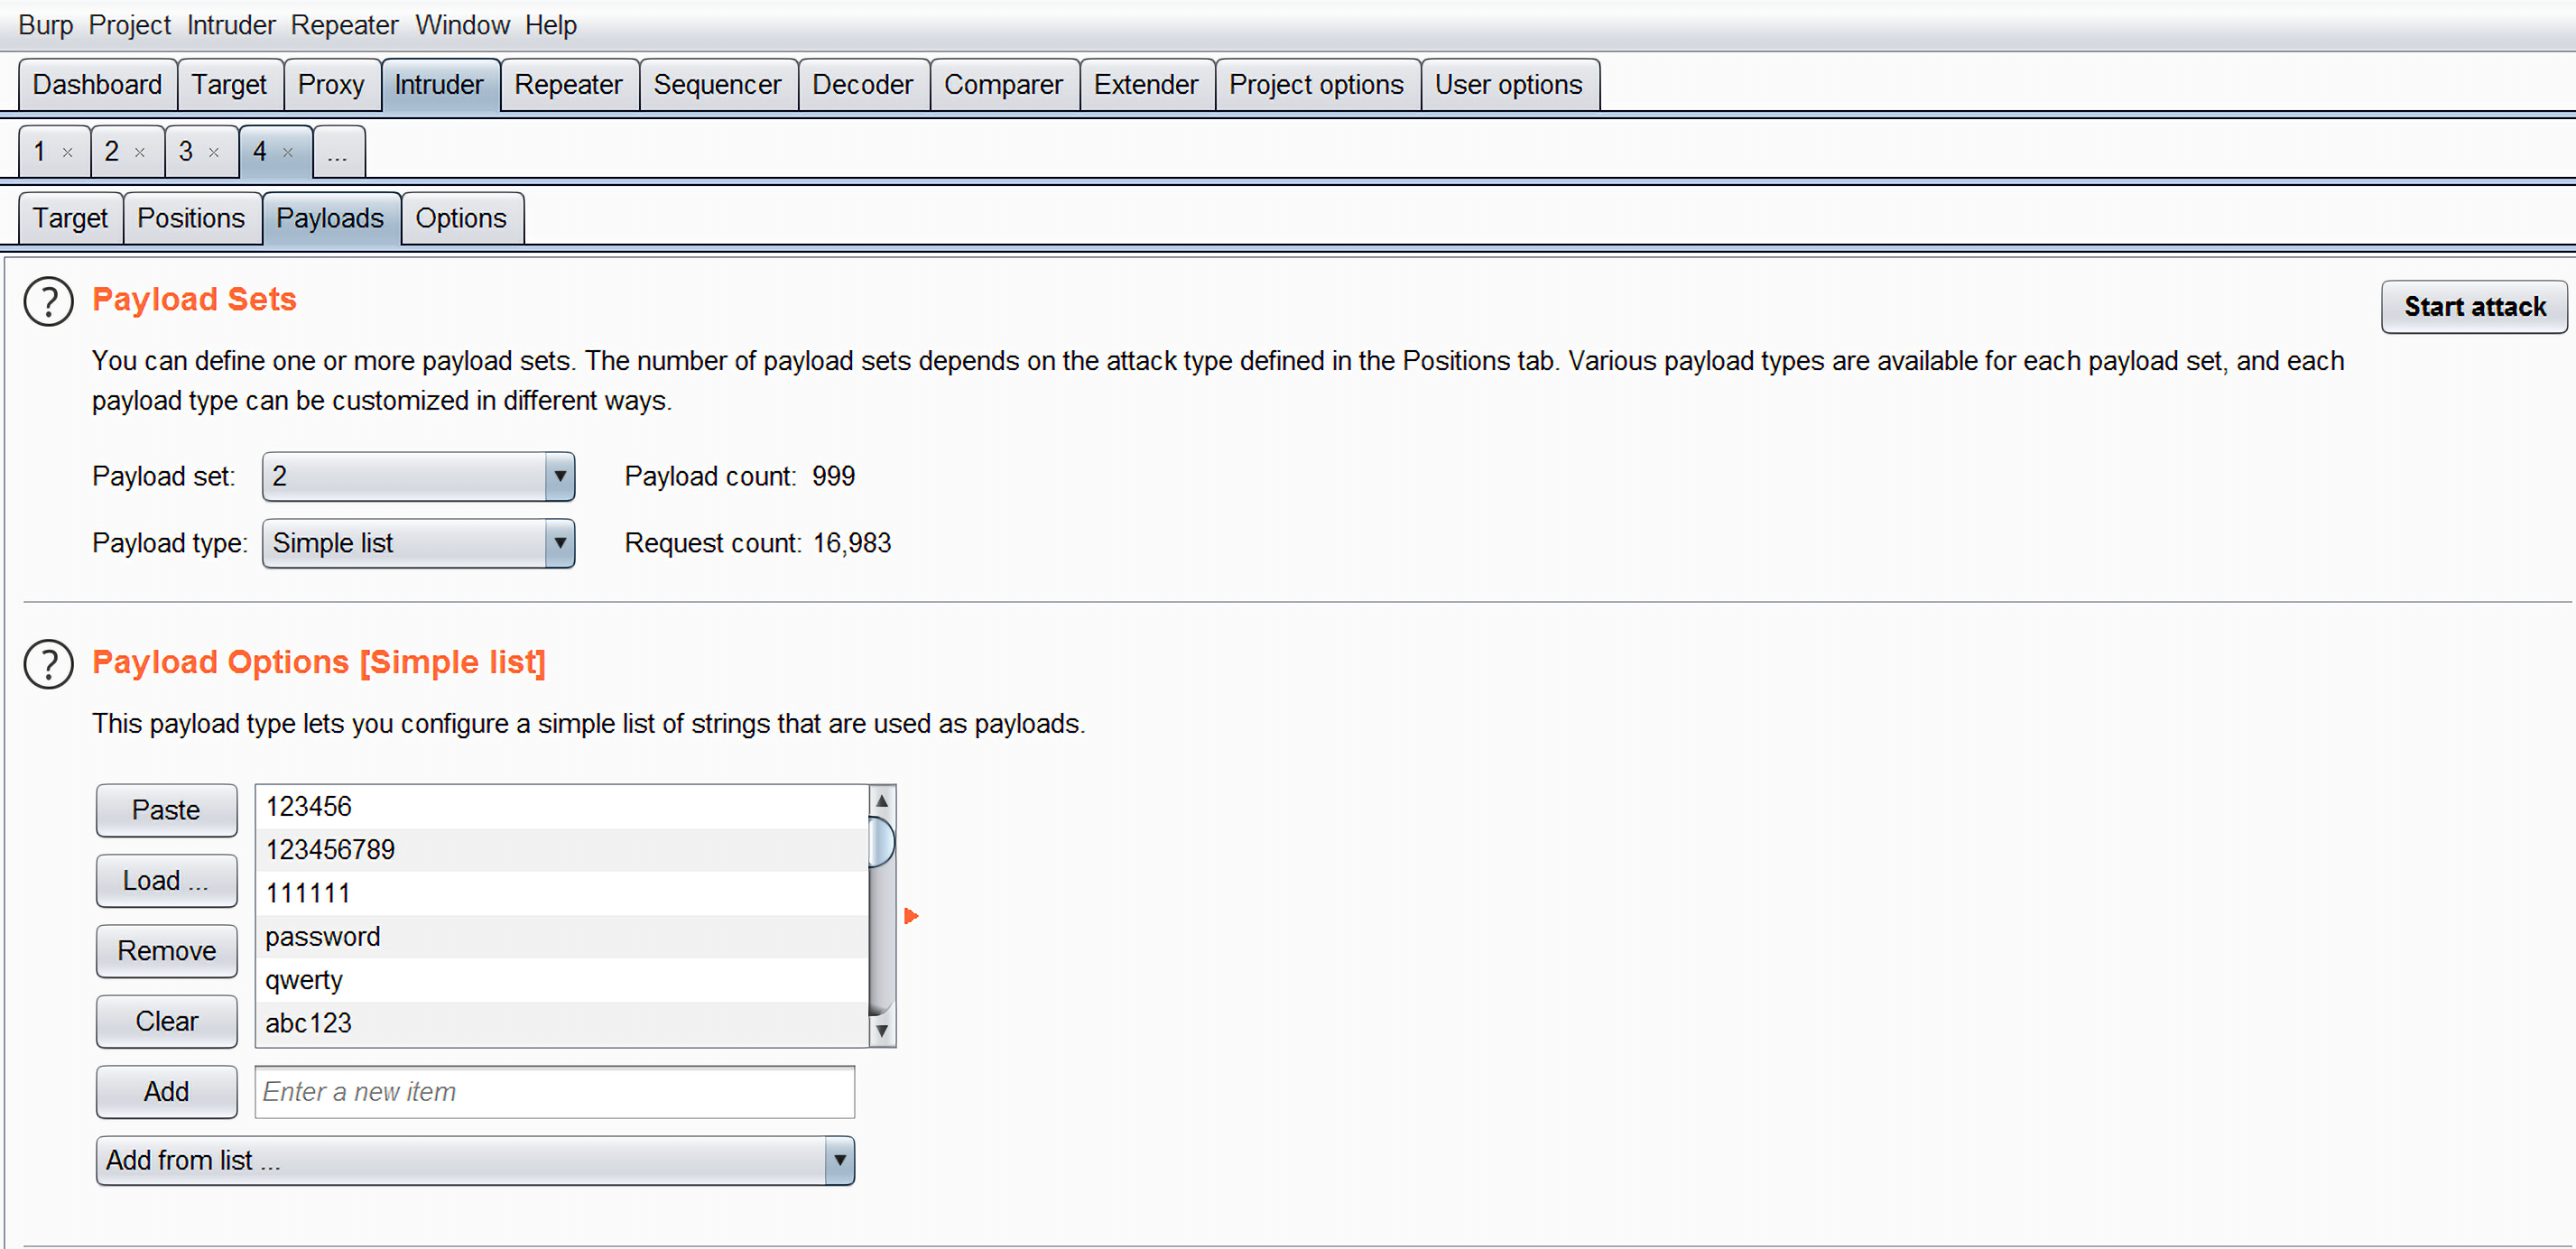 Burp Project Intruder Repeater Window Help
Dashboard Target Proxy Intruder Repeater Sequencer Decoder Comparer Extender Project options User options
1 × 2 × 3 × 4 × ...
Target Positions Payloads Options
? Payload Sets
Start attack
You can define one or more payload sets. The number of payload sets depends on the attack type defined in the Positions tab. Various payload types are available for each payload set, and each
payload type can be customized in different ways.
Payload set: 2 Payload count: 999
Payload type: Simple list Request count: 16,983
? Payload Options [Simple list]
This payload type lets you configure a simple list of strings that are used as payloads.
Paste
Load ...
Remove
Clear
123456
123456789
111111
password
qwerty
abc123
Add Enter a new item
Add from list ...